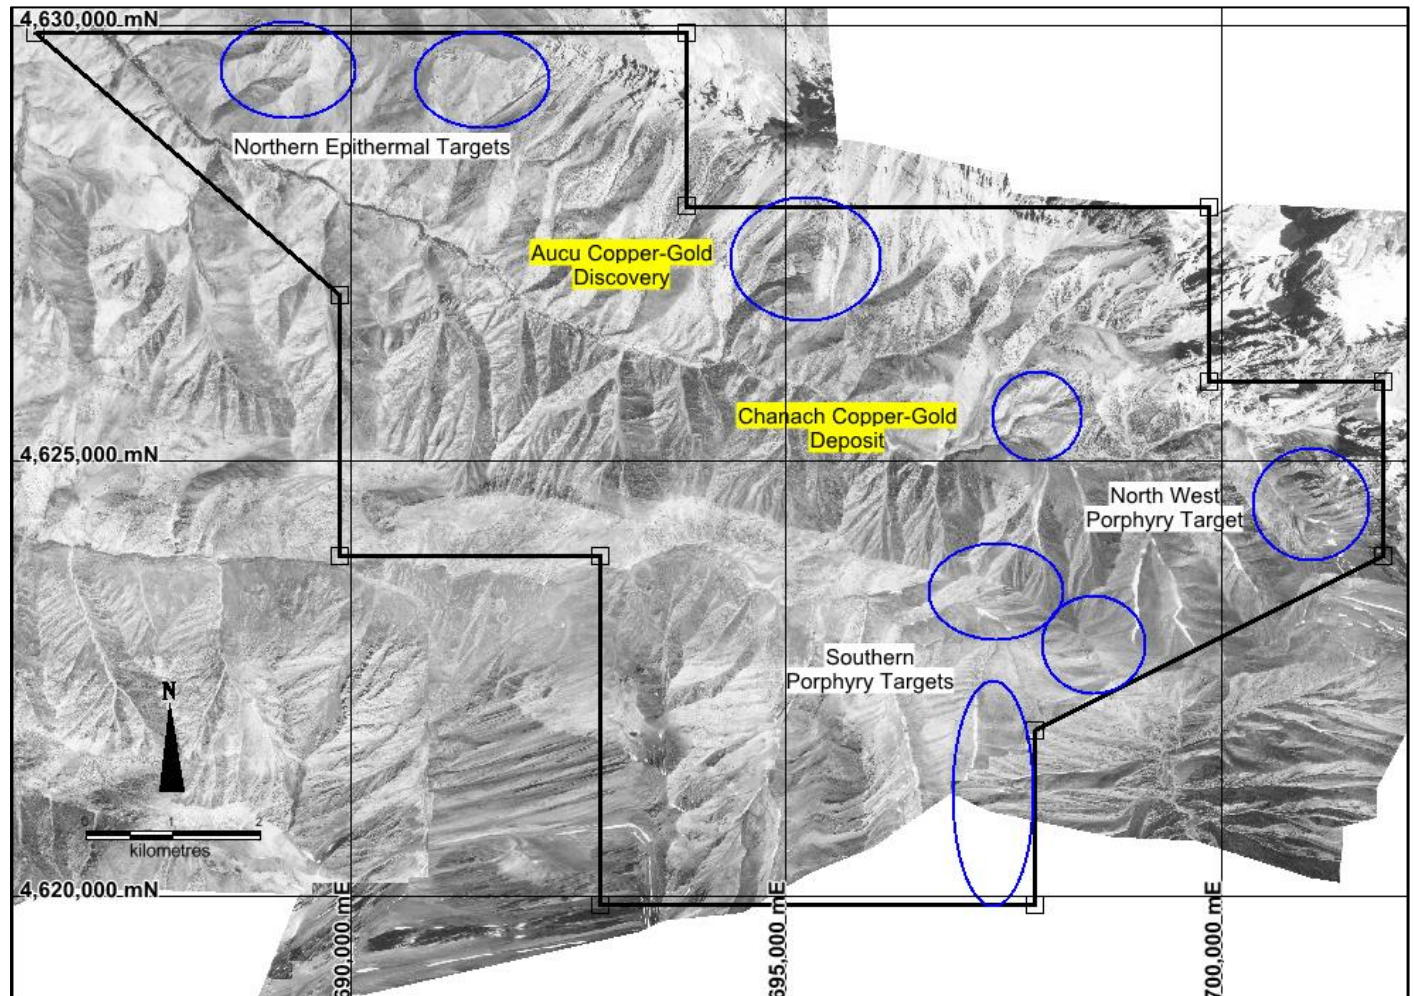 4,630,000 mN
Northern Epithermal Targets
Aucu Copper-Gold
Discovery
Chanach Copper-Gold
Deposit
4,625,000 mN
North West
Porphyry Target
Southern
Porphyry Targets
N
0 1 2
kilometres
4,620,000 mN
690,000 mE
695,000 mE
700,000 mE